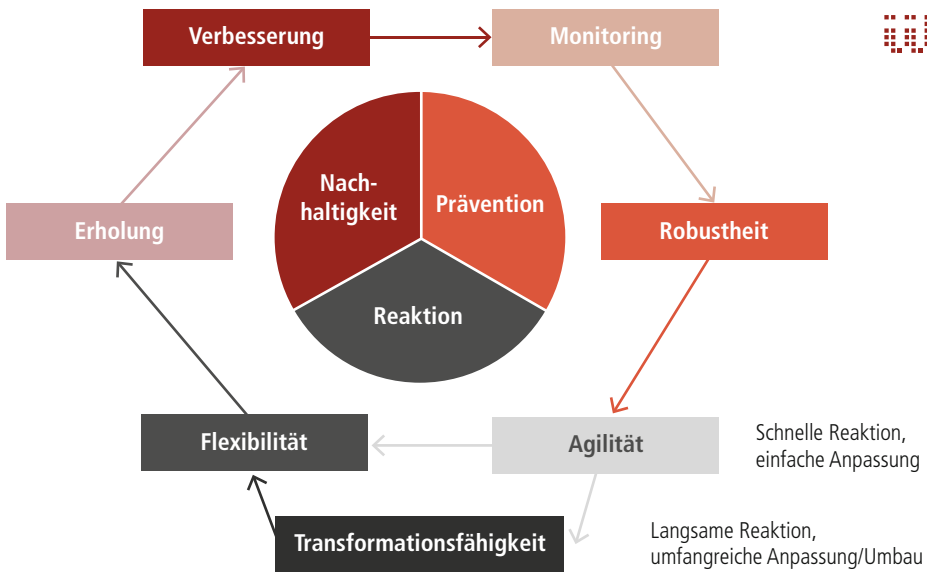 Verbesserung
Monitoring
Nach-
haltigkeit
Prävention
Erholung
Robustheit
Reaktion
Flexibilität
Agilität
Schnelle Reaktion,
einfache Anpassung
Transformationsfähigkeit
Langsame Reaktion,
umfangreiche Anpassung/Umbau